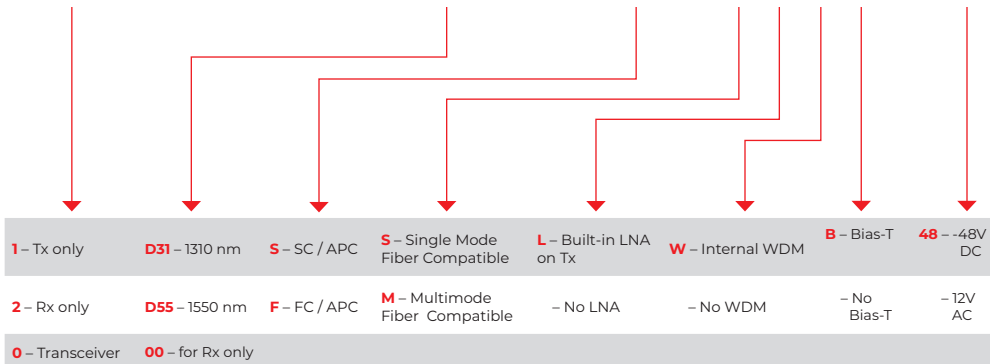 1 – Tx only
D31 – 1310 nm
S – SC / APC
S – Single Mode
Fiber Compatible
L – Built-in LNA
on Tx
W – Internal WDM
B – Bias-T
48 – -48V
DC
2 – Rx only
D55 – 1550 nm
F – FC / APC
M – Multimode
Fiber Compatible
– No LNA
– No WDM
– No
Bias-T
– 12V
AC
0 – Transceiver
00 – for Rx only